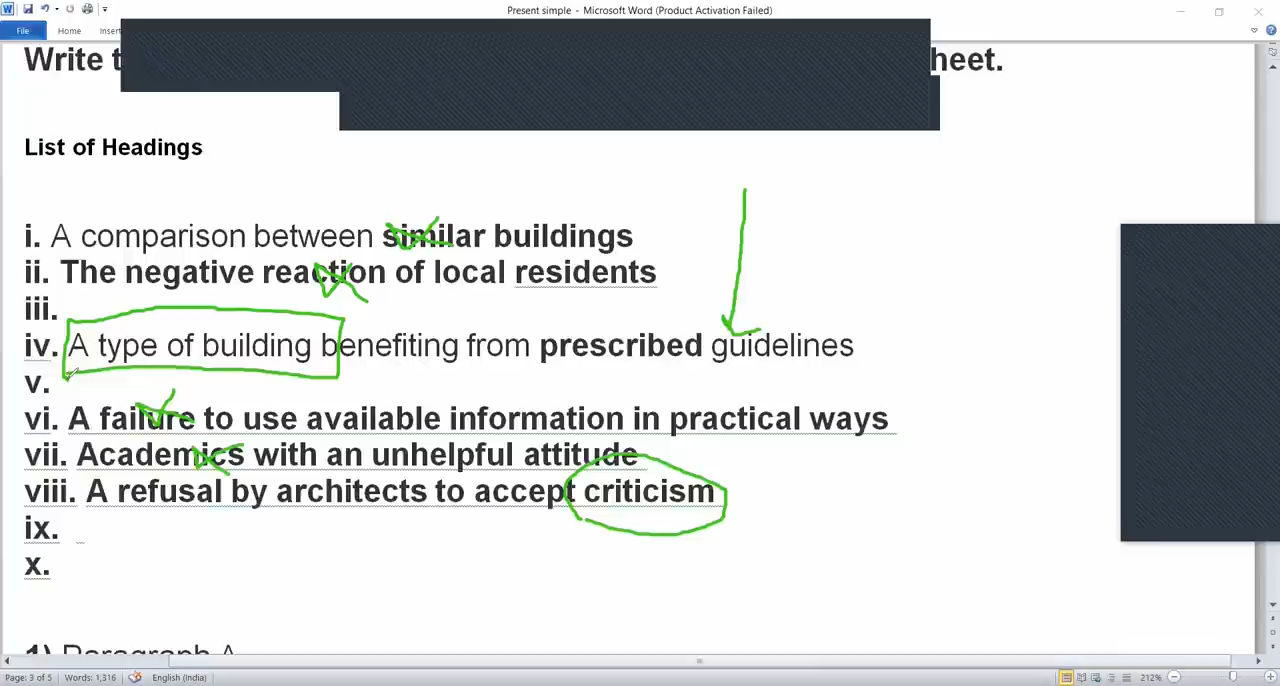 Present simple - Microsoft Word (Product Activation Failed)
File Home Insert
Write heet.
List of Headings
i. A comparison between similar buildings
ii. The negative reaction of local residents
iii.
iv. A type of building benefiting from prescribed guidelines
v.
vi. A failure to use available information in practical ways
vii. Academics with an unhelpful attitude
viii. A refusal by architects to accept criticism
ix.
x.
1) Paragraph A
Page: 3 of 5 Words: 1,316 English (India) 212%